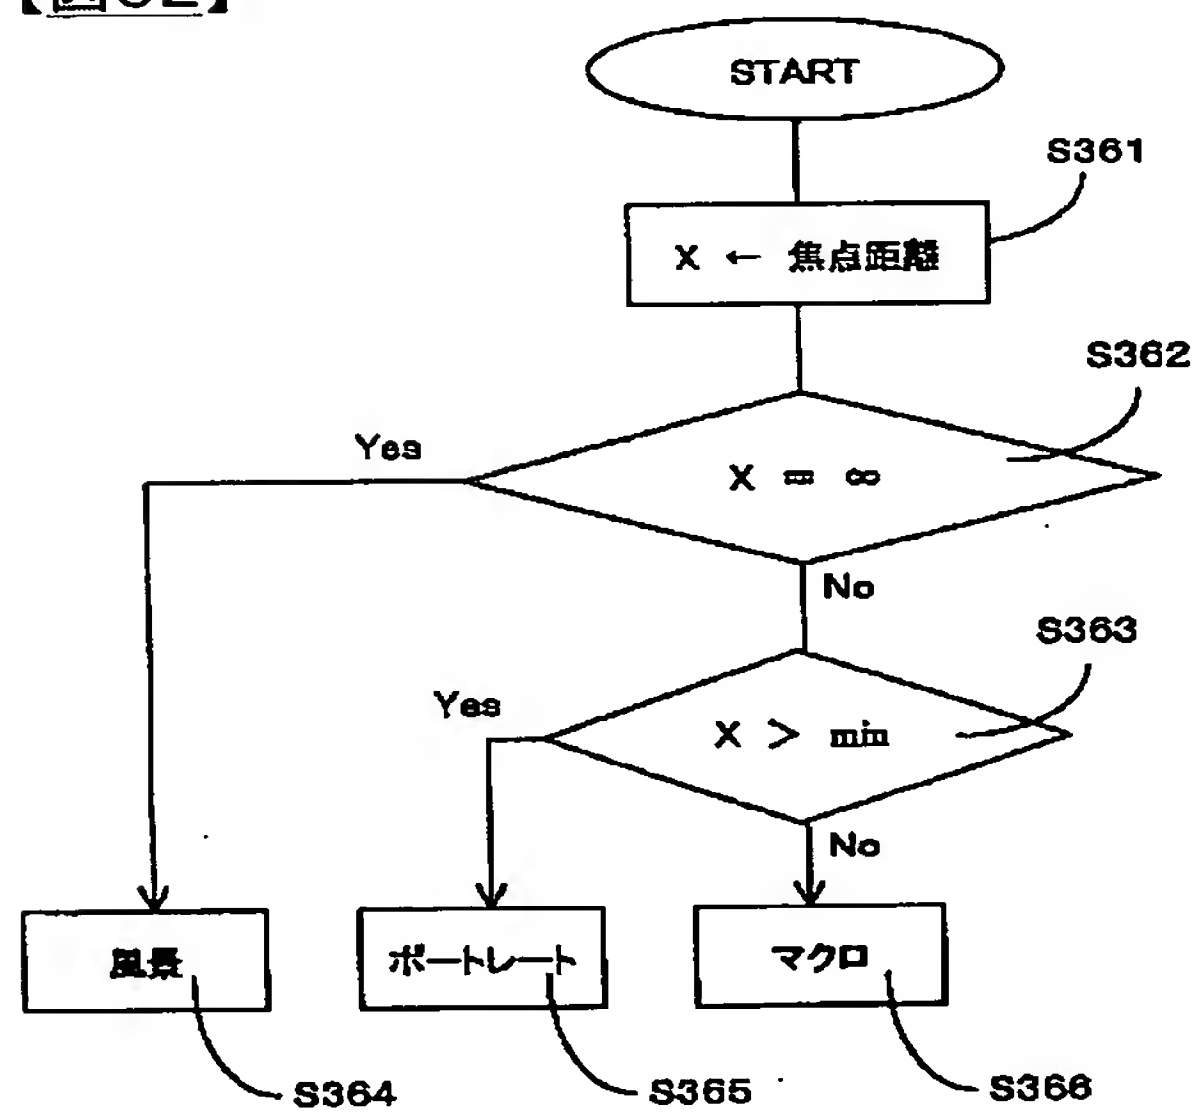 START
S361
X ← 焦点距離
S362
Yes
X = ∞
No
S363
Yes
X > min
No
風景
ポートレート
マクロ
S364
S365
S366